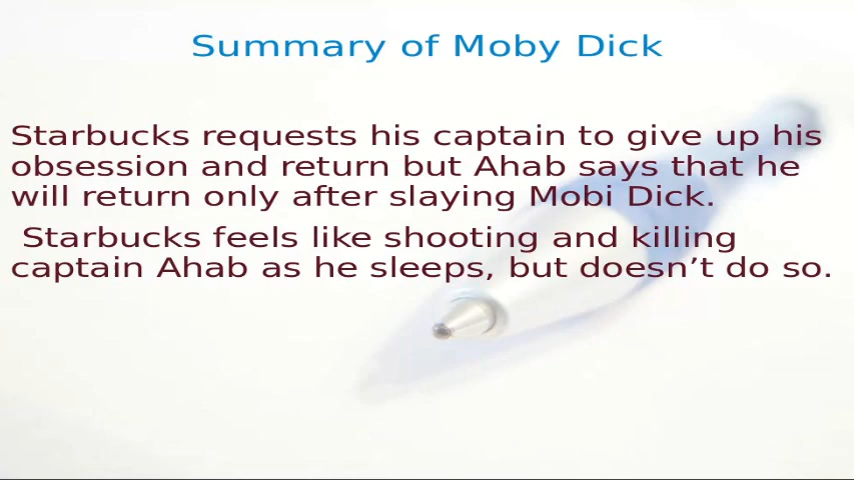 Summary of Moby Dick
Starbucks requests his captain to give up his
obsession and return but Ahab says that he
will return only after slaying Mobi Dick.
Starbucks feels like shooting and killing
captain Ahab as he sleeps, but doesn’t do so.